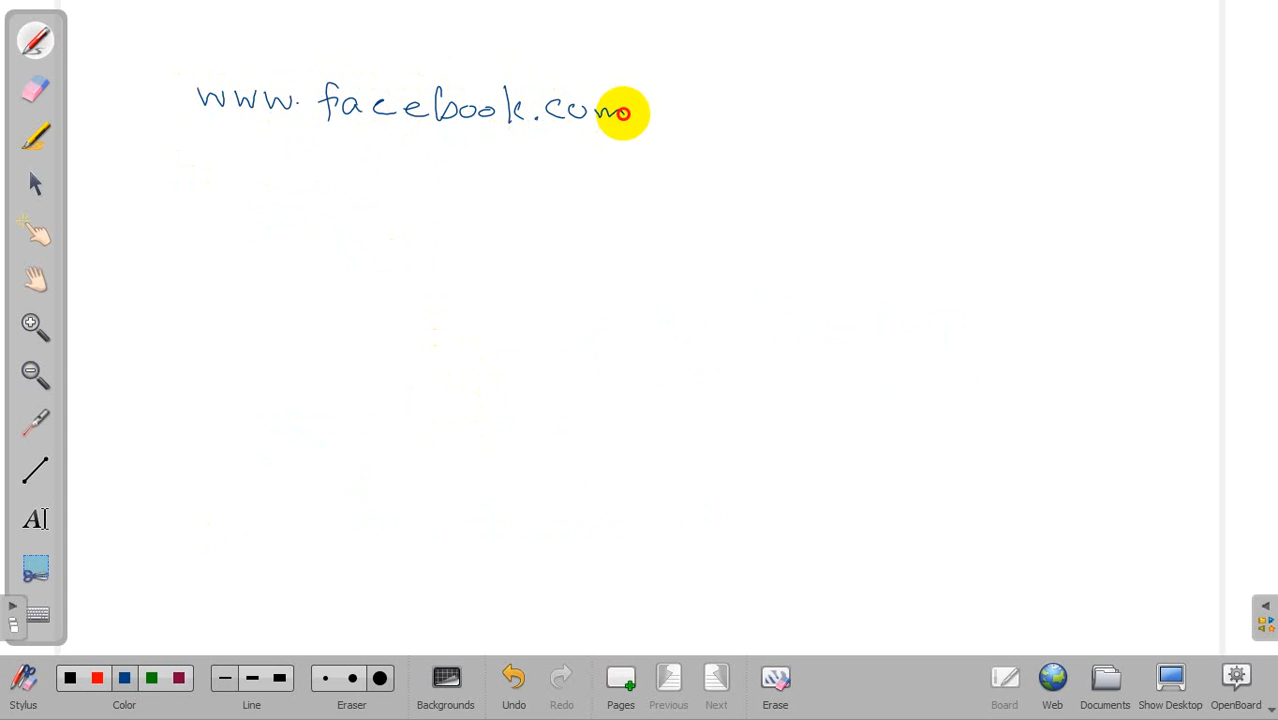 www.facebook.com
A
Stylus
Color
Line
Eraser
Backgrounds
Undo
Redo
Pages
Previous
Next
Erase
Board
Web
Documents
Show Desktop
OpenBoard